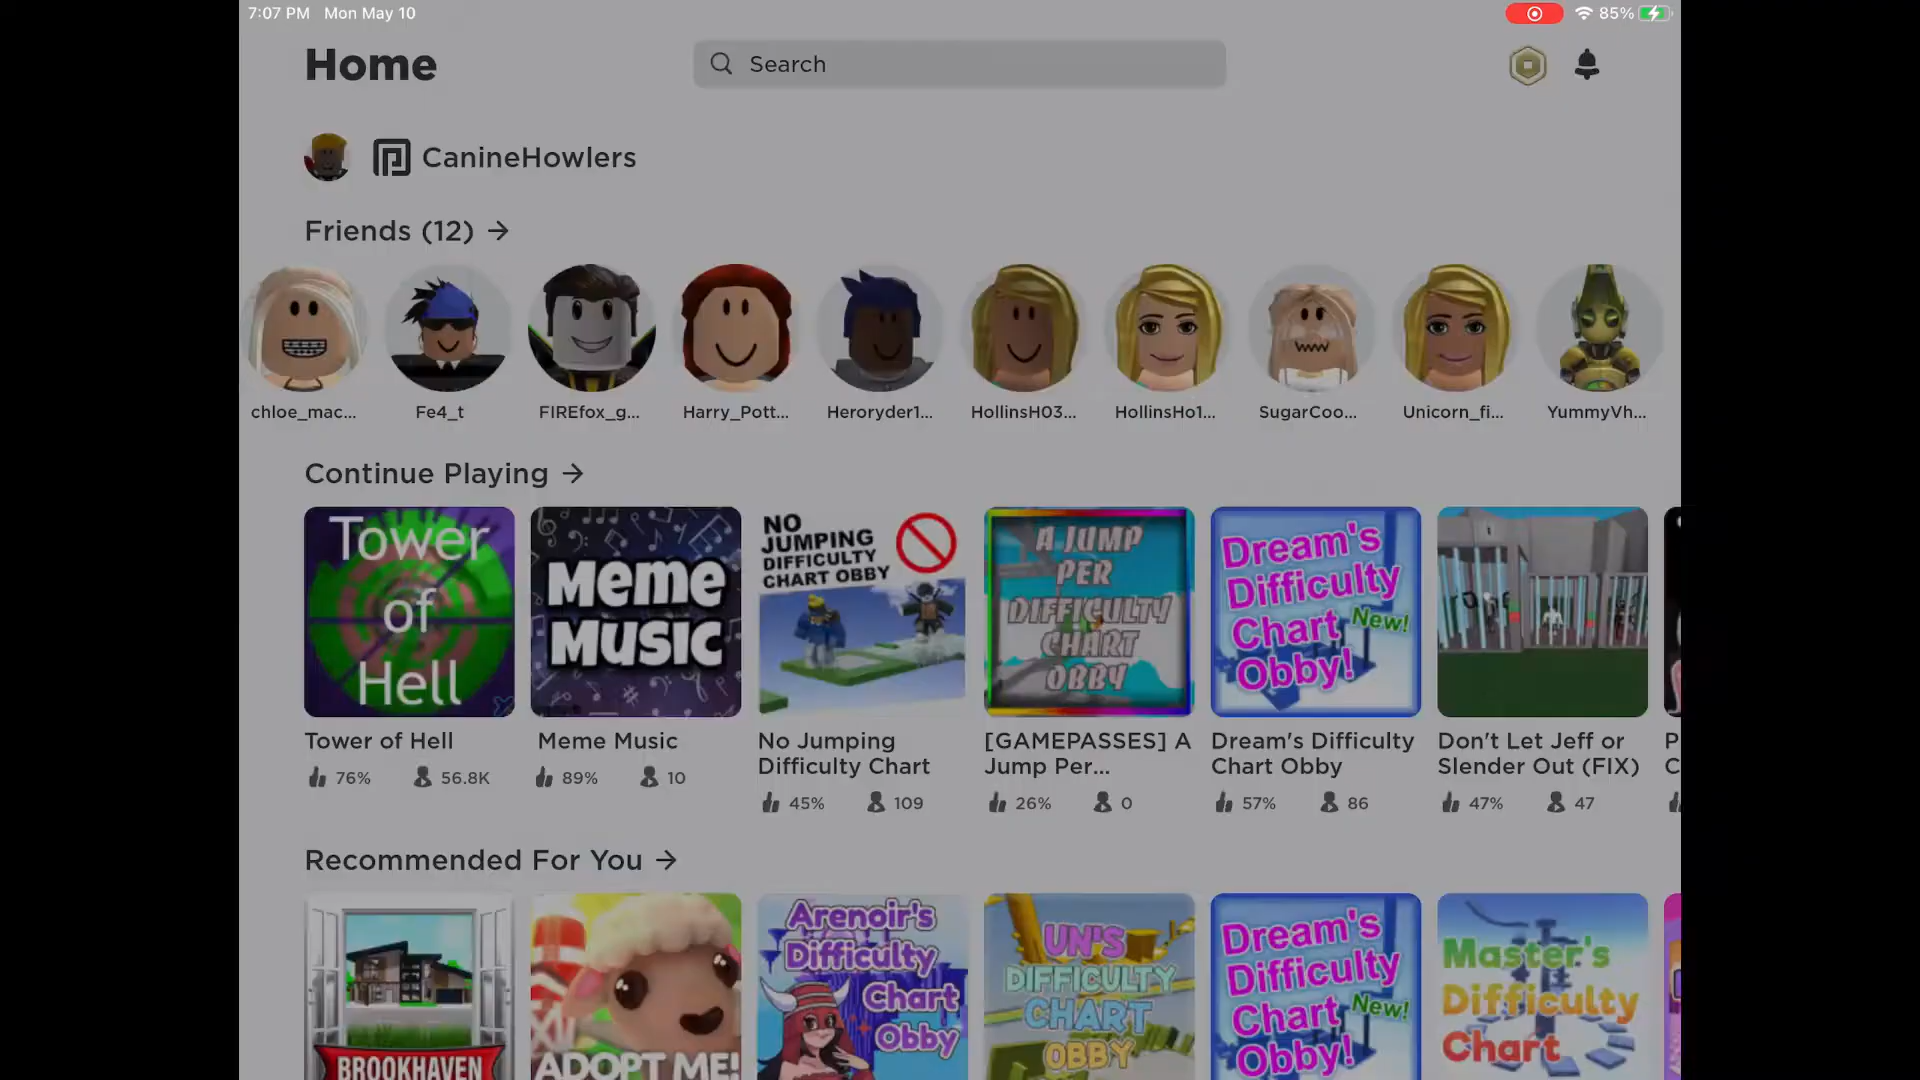 7:07 PM Mon May 10
85%
Home
Search
CanineHowlers
Friends (12)
chloe_mac...
Fe4_t
FIREfox_g...
Harry_Pott...
Heroryder1...
HollinsH03...
HollinsHo1...
SugarCoo...
Unicorn_fi...
YummyVh...
Continue Playing
Tower
of
Hell
Meme
Music
NO
JUMPING
DIFFICULTY
CHART OBBY
A JUMP
PER
DIFFICULTY
CHART
OBBY
Dream's
Difficulty
Chart New!
Obby!
Tower of Hell
76% 56.8K
Meme Music
89% 10
No Jumping
Difficulty Chart
45% 109
[GAMEPASSES] A
Jump Per...
26% 0
Dream's Difficulty
Chart Obby
57% 86
Don't Let Jeff or
Slender Out (FIX)
47% 47
P
C
Recommended For You
BROOKHAVEN
ADOPT ME!
Arenoir's
Difficulty
Chart
Obby
UN'S
DIFFICULTY
CHART
OBBY
Dream's
Difficulty
Chart New!
Obby!
Master's
Difficulty
Chart